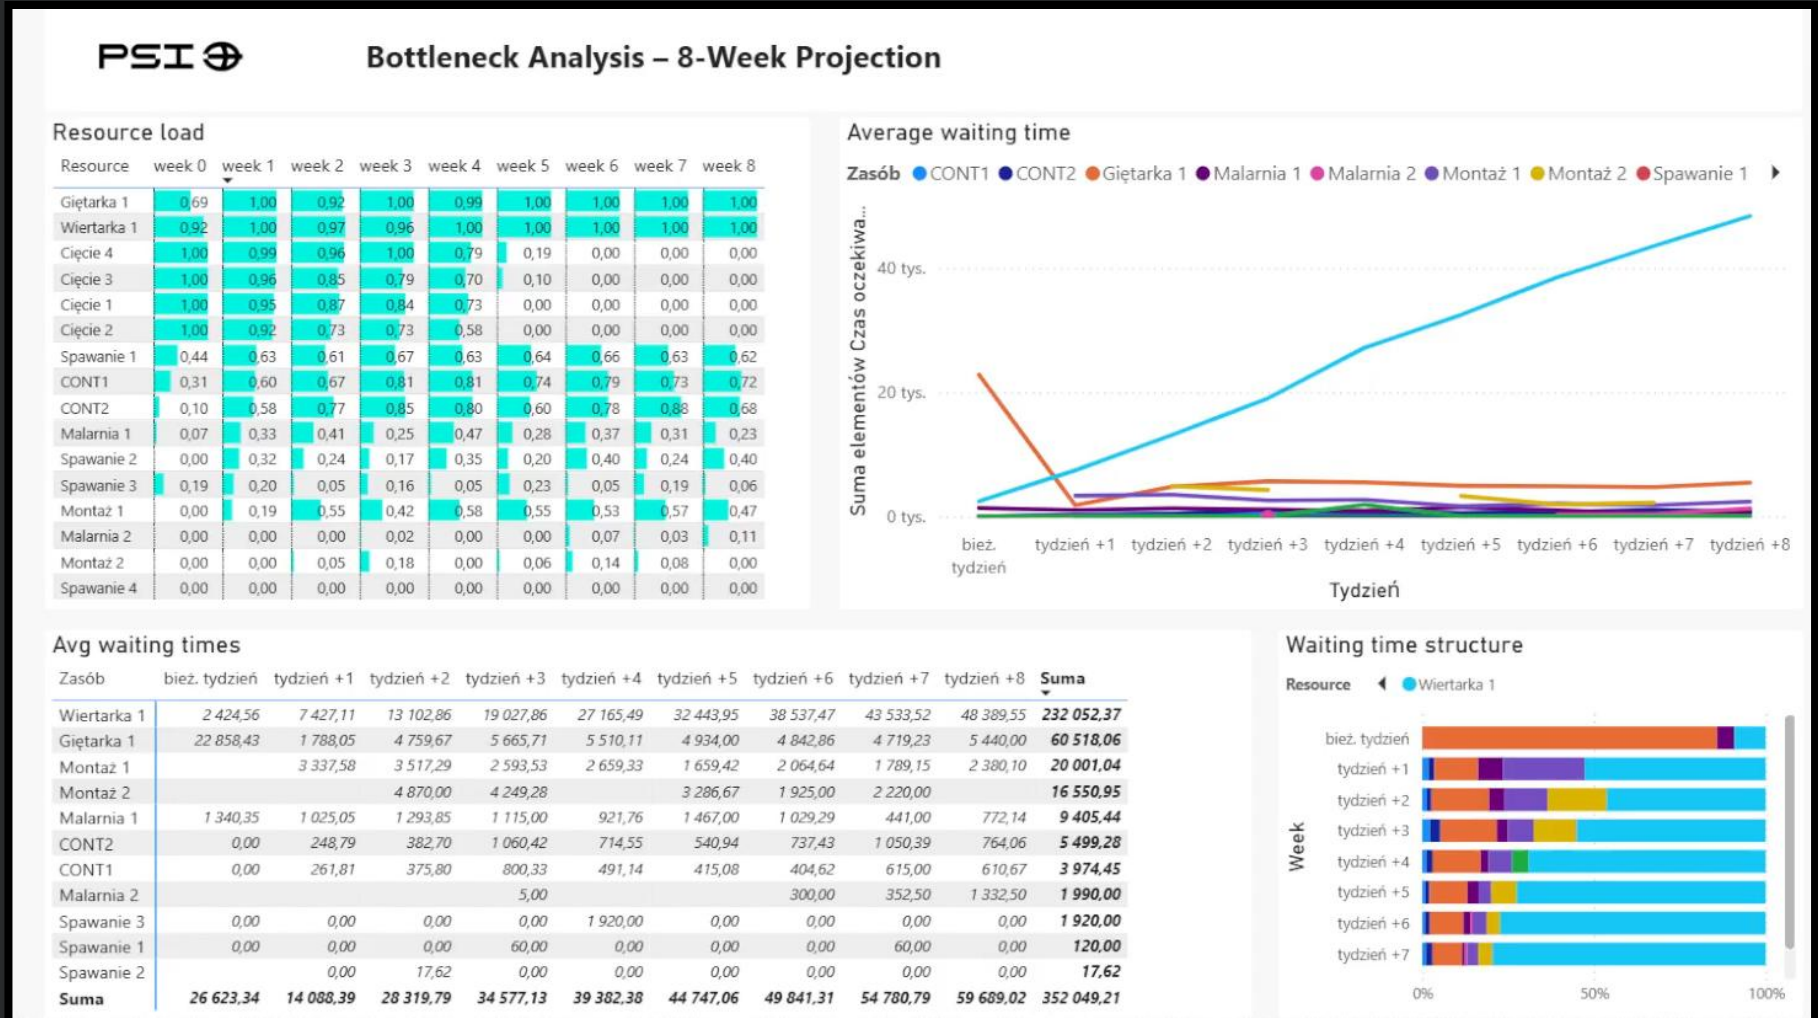 PSI
Bottleneck Analysis – 8-Week Projection
Resource load
Resource week 0 week 1 week 2 week 3 week 4 week 5 week 6 week 7 week 8
Giętarka 1 0,69 1,00 0,92 1,00 0,99 1,00 1,00 1,00 1,00
Wiertarka 1 0,92 1,00 0,97 0,96 1,00 1,00 1,00 1,00 1,00
Cięcie 4 1,00 0,99 0,96 1,00 0,79 0,19 0,00 0,00 0,00
Cięcie 3 1,00 0,96 0,85 0,79 0,70 0,10 0,00 0,00 0,00
Cięcie 1 1,00 0,95 0,87 0,84 0,73 0,00 0,00 0,00 0,00
Cięcie 2 1,00 0,92 0,73 0,73 0,58 0,00 0,00 0,00 0,00
Spawanie 1 0,44 0,63 0,61 0,67 0,63 0,64 0,66 0,63 0,62
CONT1 0,31 0,60 0,67 0,81 0,81 0,74 0,79 0,73 0,72
CONT2 0,10 0,58 0,77 0,85 0,80 0,60 0,78 0,88 0,68
Malarnia 1 0,07 0,33 0,41 0,25 0,47 0,28 0,37 0,31 0,23
Spawanie 2 0,00 0,32 0,24 0,17 0,35 0,20 0,40 0,24 0,40
Spawanie 3 0,19 0,20 0,05 0,16 0,05 0,23 0,05 0,19 0,06
Montaż 1 0,00 0,19 0,55 0,42 0,58 0,55 0,53 0,57 0,47
Malarnia 2 0,00 0,00 0,00 0,02 0,00 0,00 0,07 0,03 0,11
Montaż 2 0,00 0,00 0,05 0,18 0,00 0,06 0,14 0,08 0,00
Spawanie 4 0,00 0,00 0,00 0,00 0,00 0,00 0,00 0,00 0,00
Average waiting time
Zasób CONT1 CONT2 Giętarka 1 Malarnia 1 Malarnia 2 Montaż 1 Montaż 2 Spawanie 1
Suma elementów Czas oczekiwa...
40 tys.
20 tys.
0 tys.
bież. tydzień tydzień +1 tydzień +2 tydzień +3 tydzień +4 tydzień +5 tydzień +6 tydzień +7 tydzień +8
Tydzień
Avg waiting times
Zasób bież. tydzień tydzień +1 tydzień +2 tydzień +3 tydzień +4 tydzień +5 tydzień +6 tydzień +7 tydzień +8 Suma
Wiertarka 1 2 424,56 7 427,11 13 102,86 19 027,86 27 165,49 32 443,95 38 537,47 43 533,52 48 389,55 232 052,37
Giętarka 1 22 858,43 1 788,05 4 759,67 5 665,71 5 510,11 4 934,00 4 842,86 4 719,23 5 440,00 60 518,06
Montaż 1 3 337,58 3 517,29 2 593,53 2 659,33 1 659,42 2 064,64 1 789,15 2 380,10 20 001,04
Montaż 2 4 870,00 4 249,28 3 286,67 1 925,00 2 220,00 16 550,95
Malarnia 1 1 340,35 1 025,05 1 293,85 1 115,00 921,76 1 467,00 1 029,29 441,00 772,14 9 405,44
CONT2 0,00 248,79 382,70 1 060,42 714,55 540,94 737,43 1 050,39 764,06 5 499,28
CONT1 0,00 261,81 375,80 800,33 491,14 415,08 404,62 615,00 610,67 3 974,45
Malarnia 2 5,00 300,00 352,50 1 332,50 1 990,00
Spawanie 3 0,00 0,00 0,00 0,00 1 920,00 0,00 0,00 0,00 0,00 1 920,00
Spawanie 1 0,00 0,00 0,00 60,00 0,00 0,00 0,00 60,00 0,00 120,00
Spawanie 2 0,00 17,62 0,00 0,00 0,00 0,00 0,00 0,00 17,62
Suma 26 623,34 14 088,39 28 319,79 34 577,13 39 382,38 44 747,06 49 841,31 54 780,79 59 689,02 352 049,21
Waiting time structure
Resource Wiertarka 1
Week
bież. tydzień
tydzień +1
tydzień +2
tydzień +3
tydzień +4
tydzień +5
tydzień +6
tydzień +7
0% 50% 100%